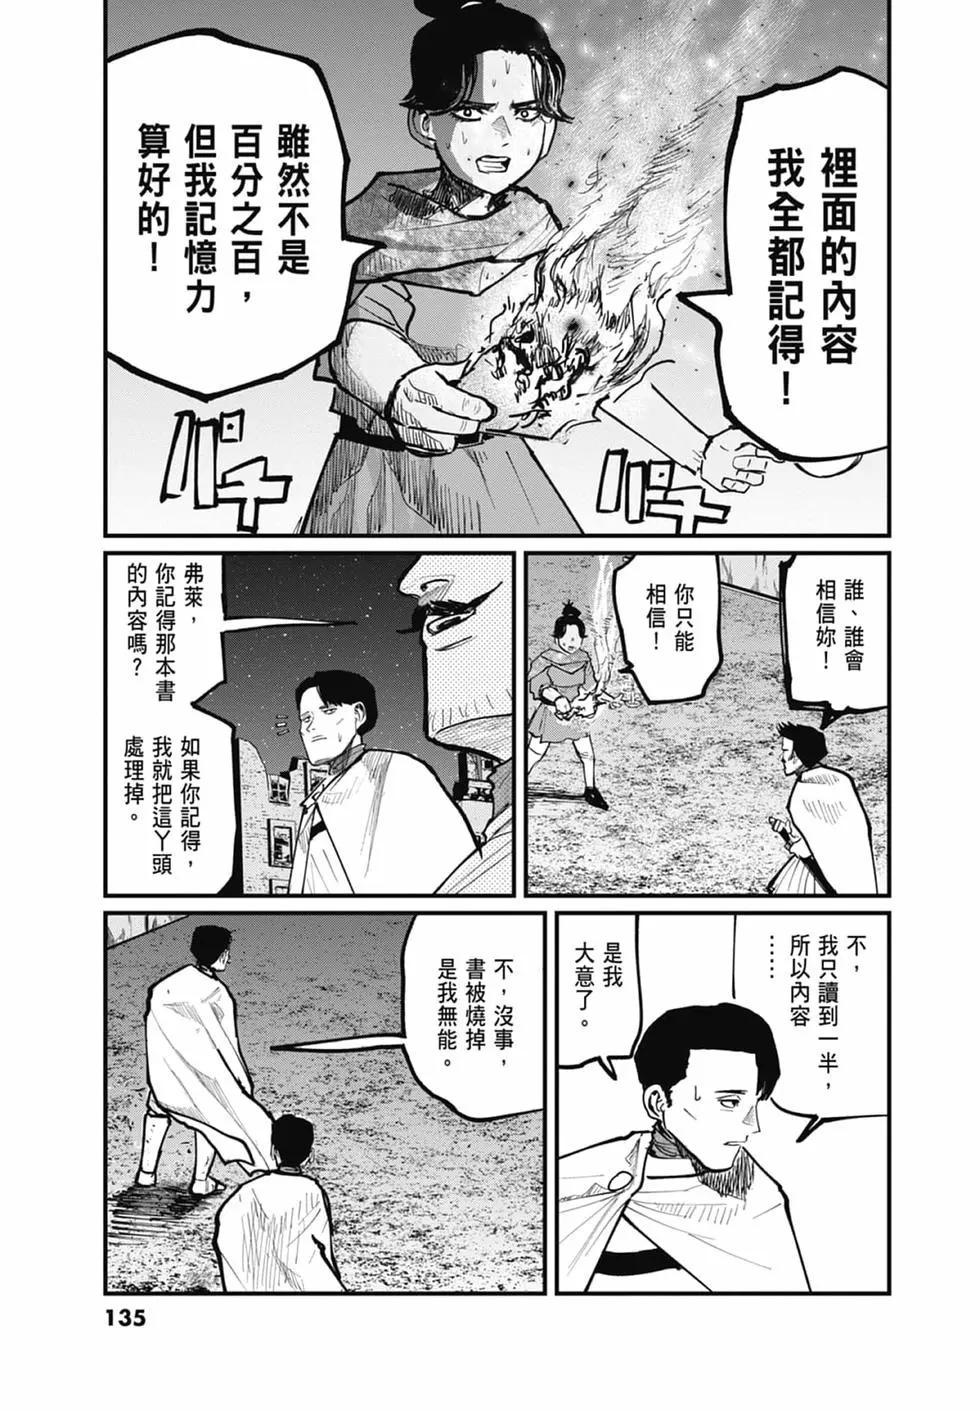 裡面的內容
我全都記得！
雖然不是
百分之百，
但我記憶力
算好的！
パチ
パチ
誰、誰會
相信妳！
你只能
相信！
弗萊，
你記得那本書
的內容嗎？
如果你記得，
我就把這丫頭
處理掉。
不，
我只讀到一半，
所以內容
……
是我
大意了。
不，沒事，
書被燒掉
是我無能。
135